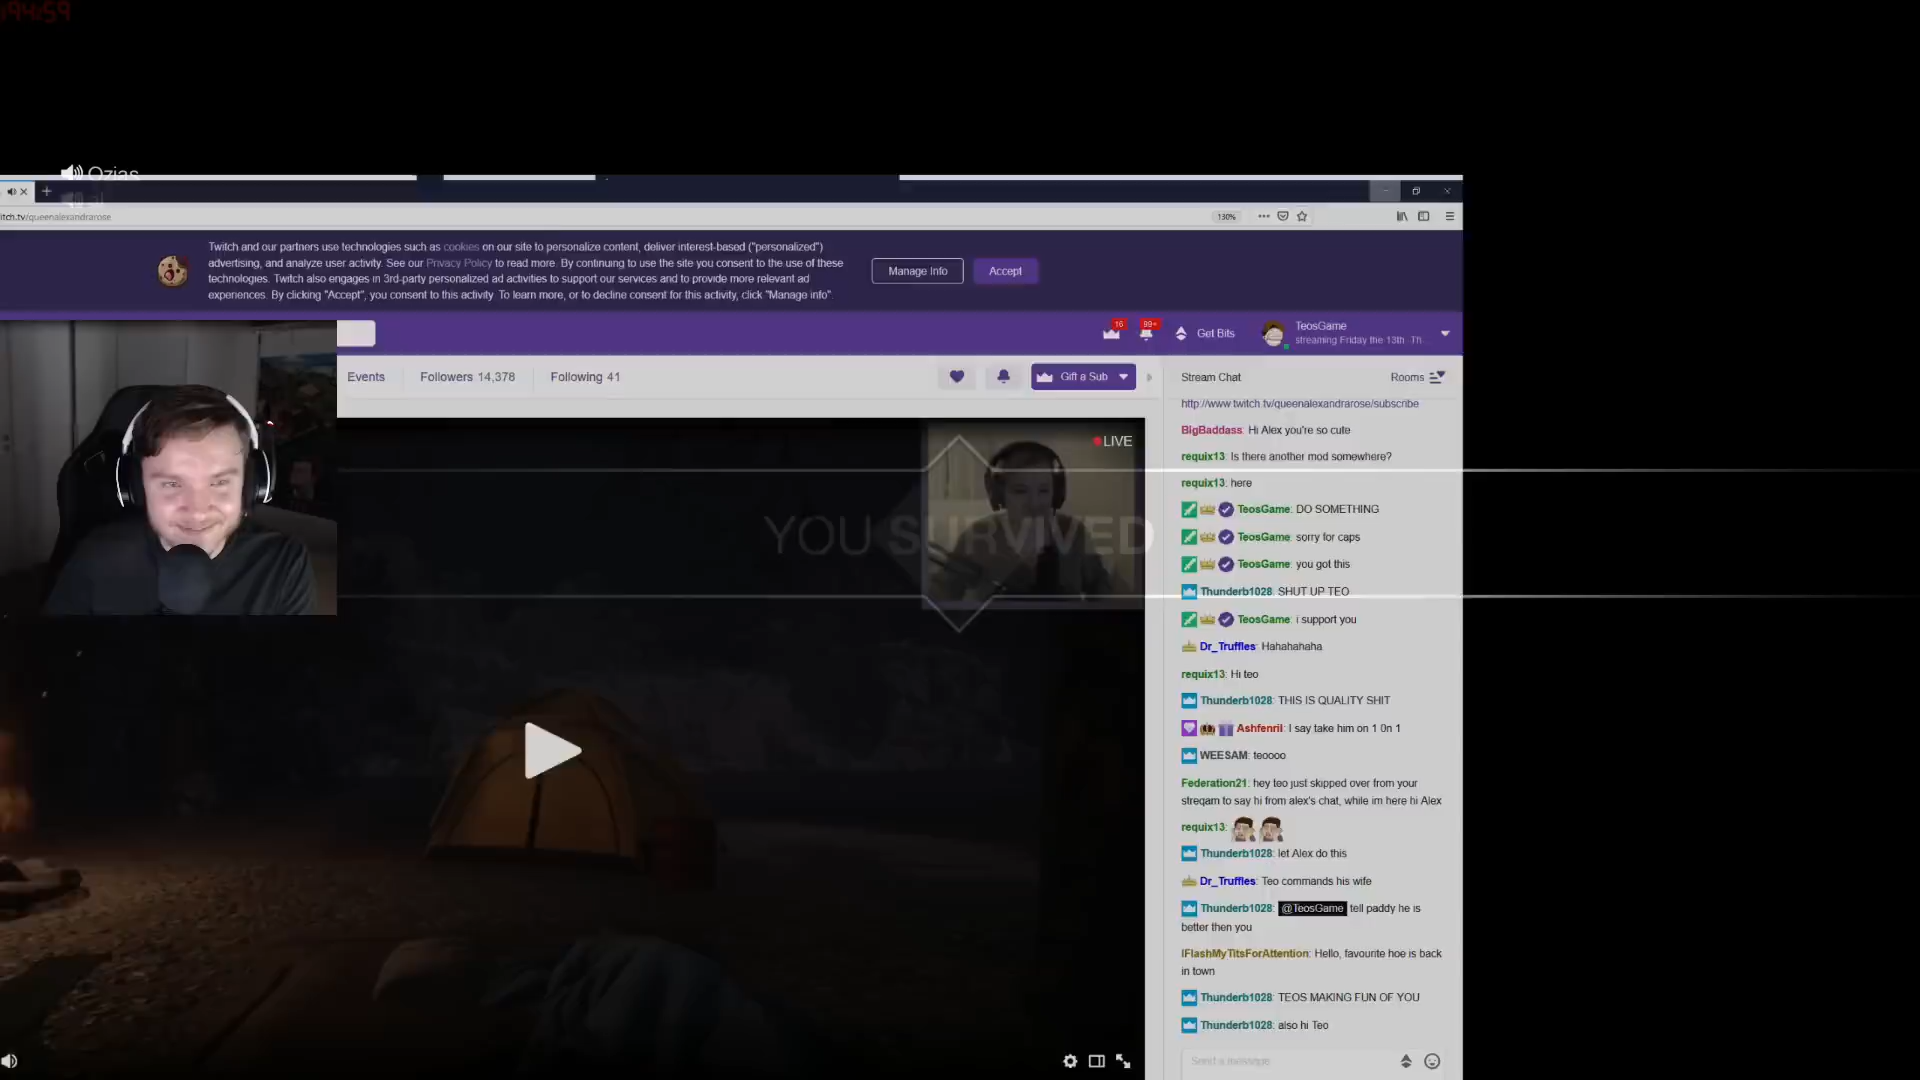 94:59
Ozias
itch.tv/queenalexandrarose
130%
Twitch and our partners use technologies such as cookies on our site to personalize content, deliver interest-based ("personalized")
advertising, and analyze user activity. See our Privacy Policy to read more. By continuing to use the site you consent to the use of these
technologies. Twitch also engages in 3rd-party personalized ad activities to support our services and to provide more relevant ad
experiences. By clicking "Accept", you consent to this activity. To learn more, or to decline consent for this activity, click "Manage info".
Manage Info
Accept
16
99+
Get Bits
TeosGame
streaming Friday the 13th: Th...
Events
Followers 14,378
Following 41
Gift a Sub
Stream Chat
Rooms
http://www.twitch.tv/queenalexandrarose/subscribe
LIVE
YOU SURVIVED
BigBaddass: Hi Alex you're so cute
requix13: Is there another mod somewhere?
requix13: here
TeosGame: DO SOMETHING
TeosGame: sorry for caps
TeosGame: you got this
Thunderb1028: SHUT UP TEO
TeosGame: i support you
Dr_Truffles: Hahahahaha
requix13: Hi teo
Thunderb1028: THIS IS QUALITY SHIT
Ashfenril: I say take him on 1 0n 1
WEESAM: teoooo
Federation21: hey teo just skipped over from your
streqam to say hi from alex's chat, while im here hi Alex
requix13:
Thunderb1028: let Alex do this
Dr_Truffles: Teo commands his wife
Thunderb1028: @TeosGame tell paddy he is
better then you
IFlashMyTitsForAttention: Hello, favourite hoe is back
in town
Thunderb1028: TEOS MAKING FUN OF YOU
Thunderb1028: also hi Teo
Send a message